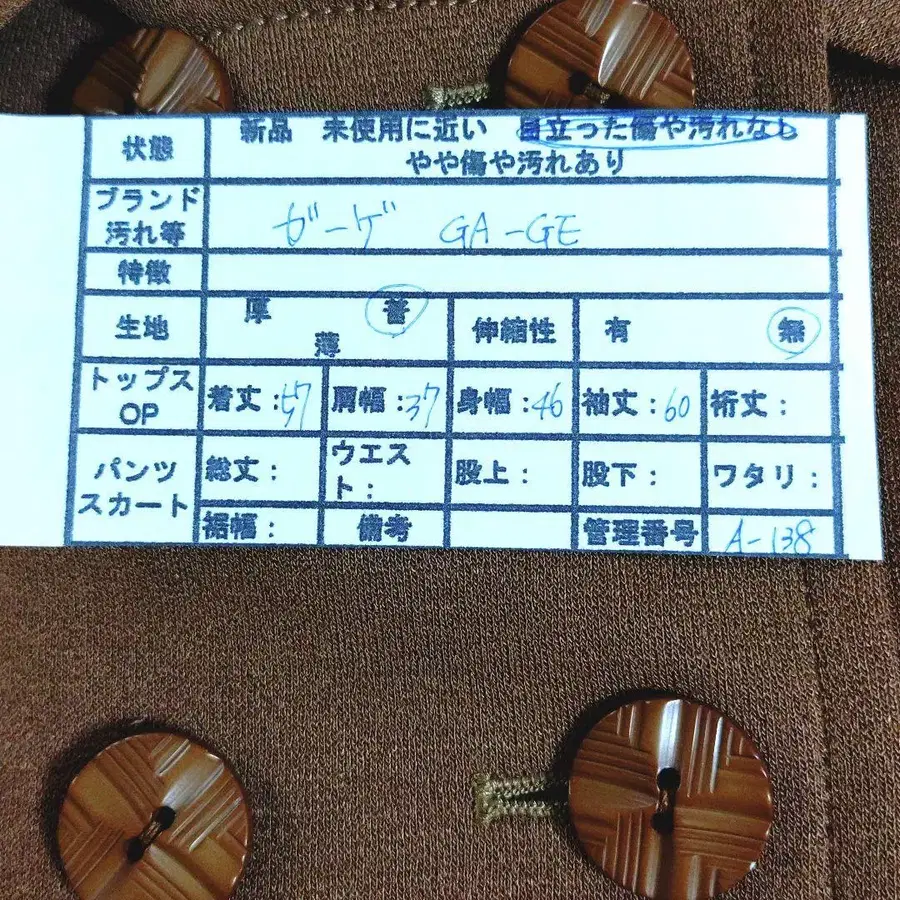 状態 新品 未使用に近い 目立った傷や汚れなし
やや傷や汚れあり
ブランド
汚れ等 ガーゲ GA-GE
特徴
生地 厚 普 薄 伸縮性 有 無
トップス
OP 着丈:57 肩幅:37 身幅:46 袖丈:60 裄丈:
パンツ
スカート 総丈: ウエスト: 股上: 股下: ワタリ:
裾幅: 備考 管理番号 A-138